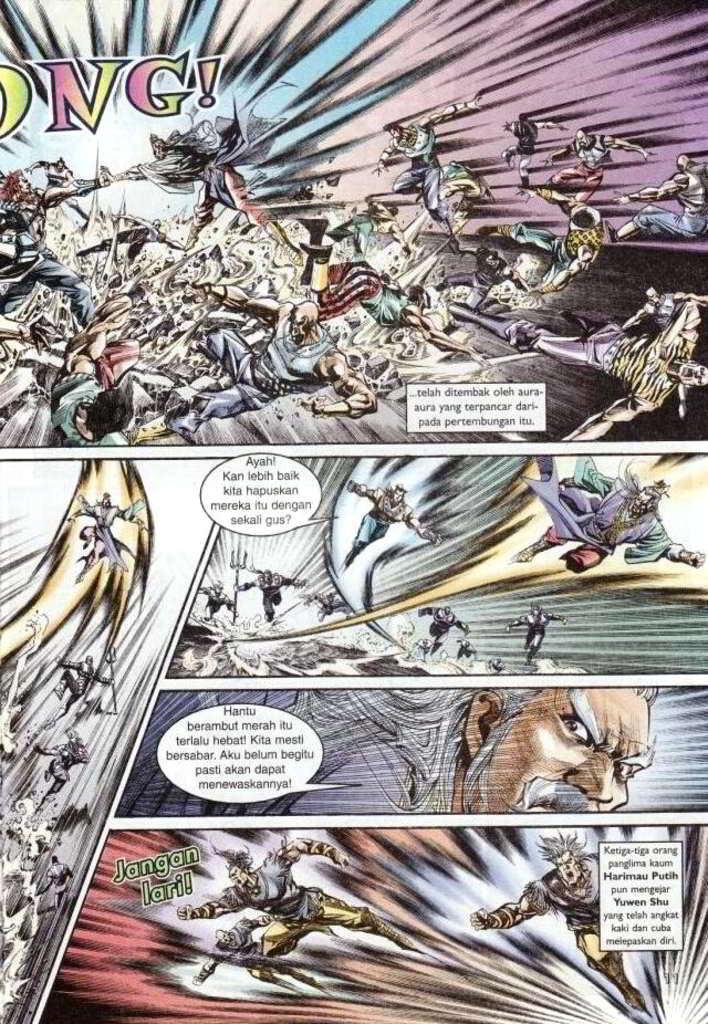 ONG!
...telah ditembak oleh aura-
aura yang terpancar dari-
pada pertembungan itu.
Ayah!
Kan lebih baik
kita hapuskan
mereka itu dengan
sekali gus?
Hantu
berambut merah itu
terlalu hebat! Kita mesti
bersabar. Aku belum begitu
pasti akan dapat
menewaskannya!
Jangan
lari!
Ketiga-tiga orang
panglima kaum
Harimau Putih
pun mengejar
Yuwen Shu
yang telah angkat
kaki dan cuba
melepaskan diri.